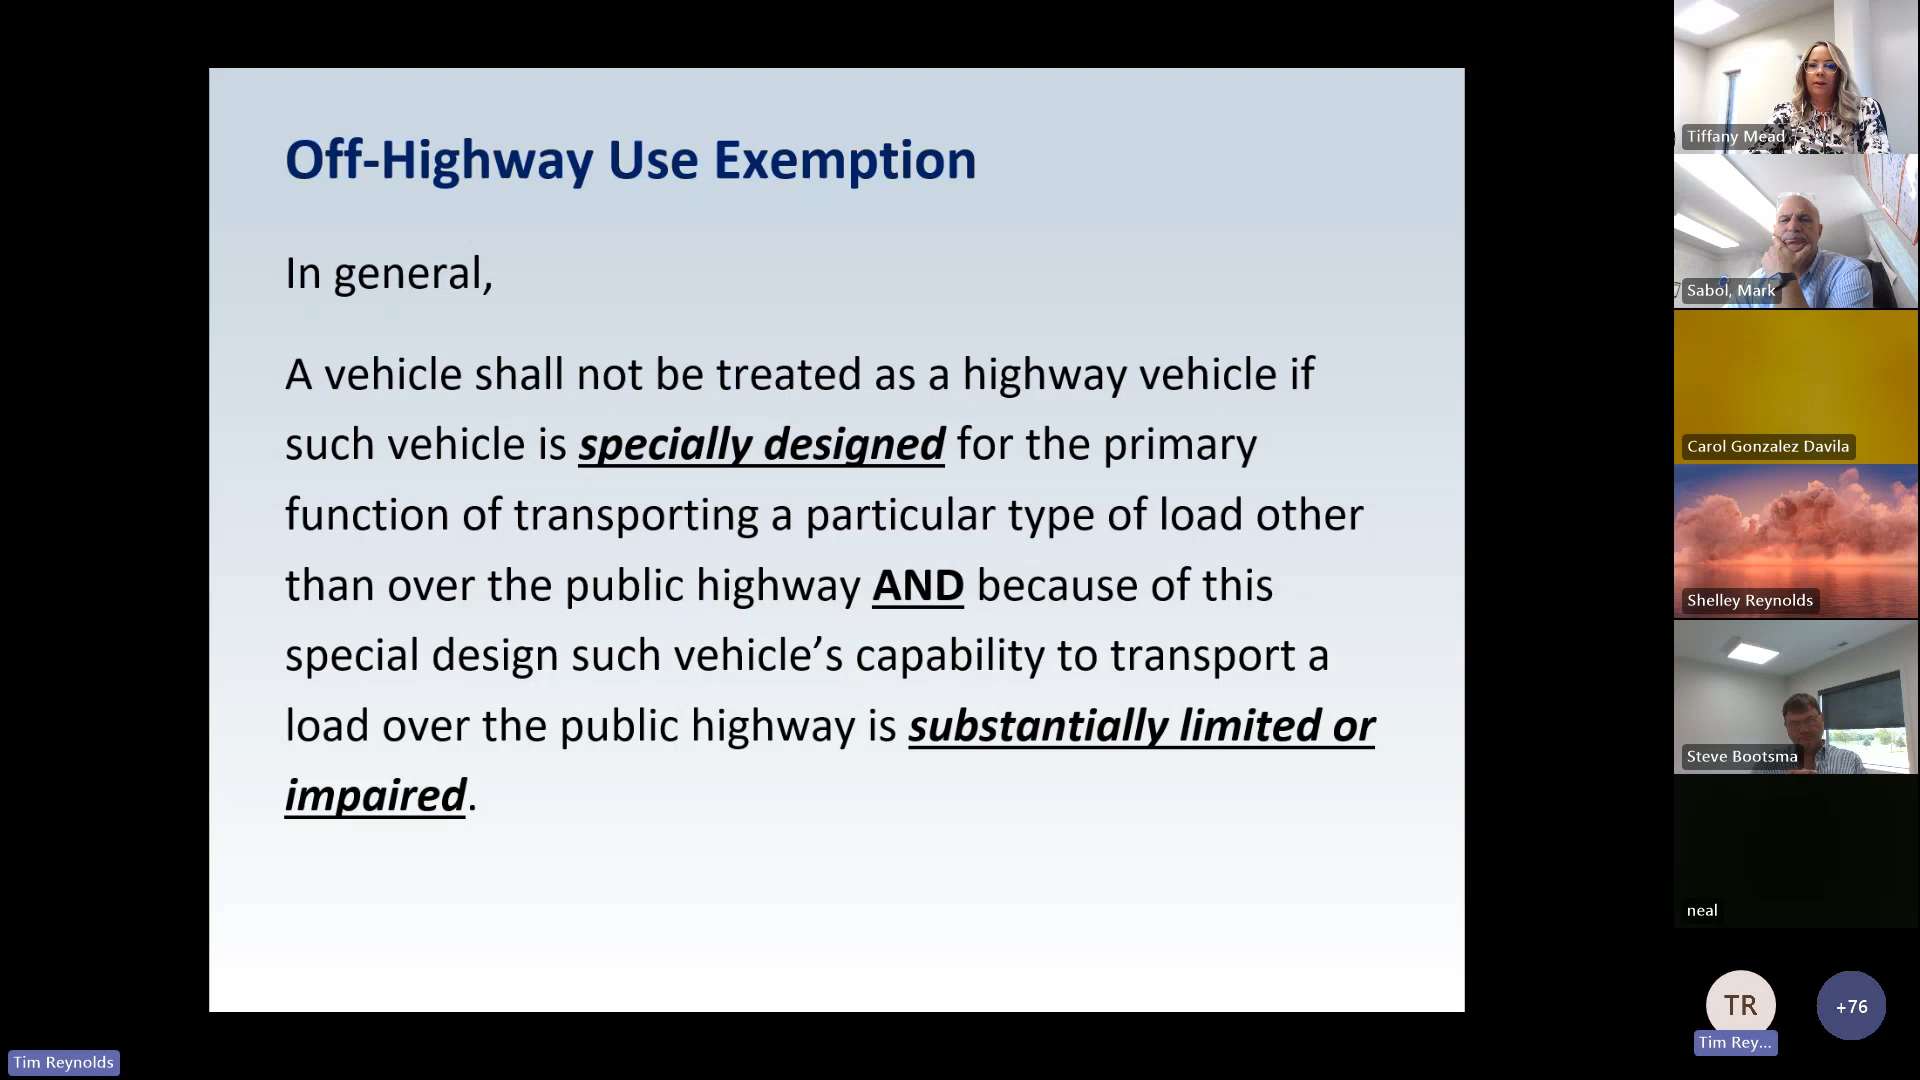 Off-Highway Use Exemption
In general,
A vehicle shall not be treated as a highway vehicle if
such vehicle is specially designed for the primary
function of transporting a particular type of load other
than over the public highway AND because of this
special design such vehicle’s capability to transport a
load over the public highway is substantially limited or
impaired.
Tiffany Mead
Sabol, Mark
Carol Gonzalez Davila
Shelley Reynolds
Steve Bootsma
neal
TR
+76
Tim Rey...
Tim Reynolds